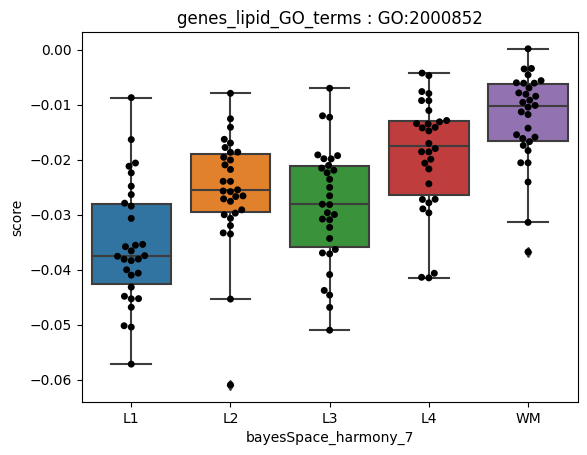 genes_lipid_GO_terms : GO:2000852
0.00
−0.01
−0.02
−0.03
−0.04
−0.05
−0.06
score
L1 L2 L3 L4 WM
bayesSpace_harmony_7